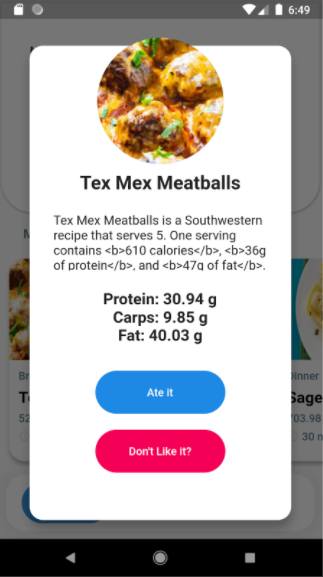 6:49
Tex Mex Meatballs
Tex Mex Meatballs is a Southwestern
recipe that serves 5. One serving
contains <b>610 calories</b>, <b>36g
of protein</b>, and <b>47g of fat</b>.
Protein: 30.94 g
Carps: 9.85 g
Fat: 40.03 g
Ate it
Don't Like it?
M
Br
Dinner
T
Sage
52
703.98
30 m